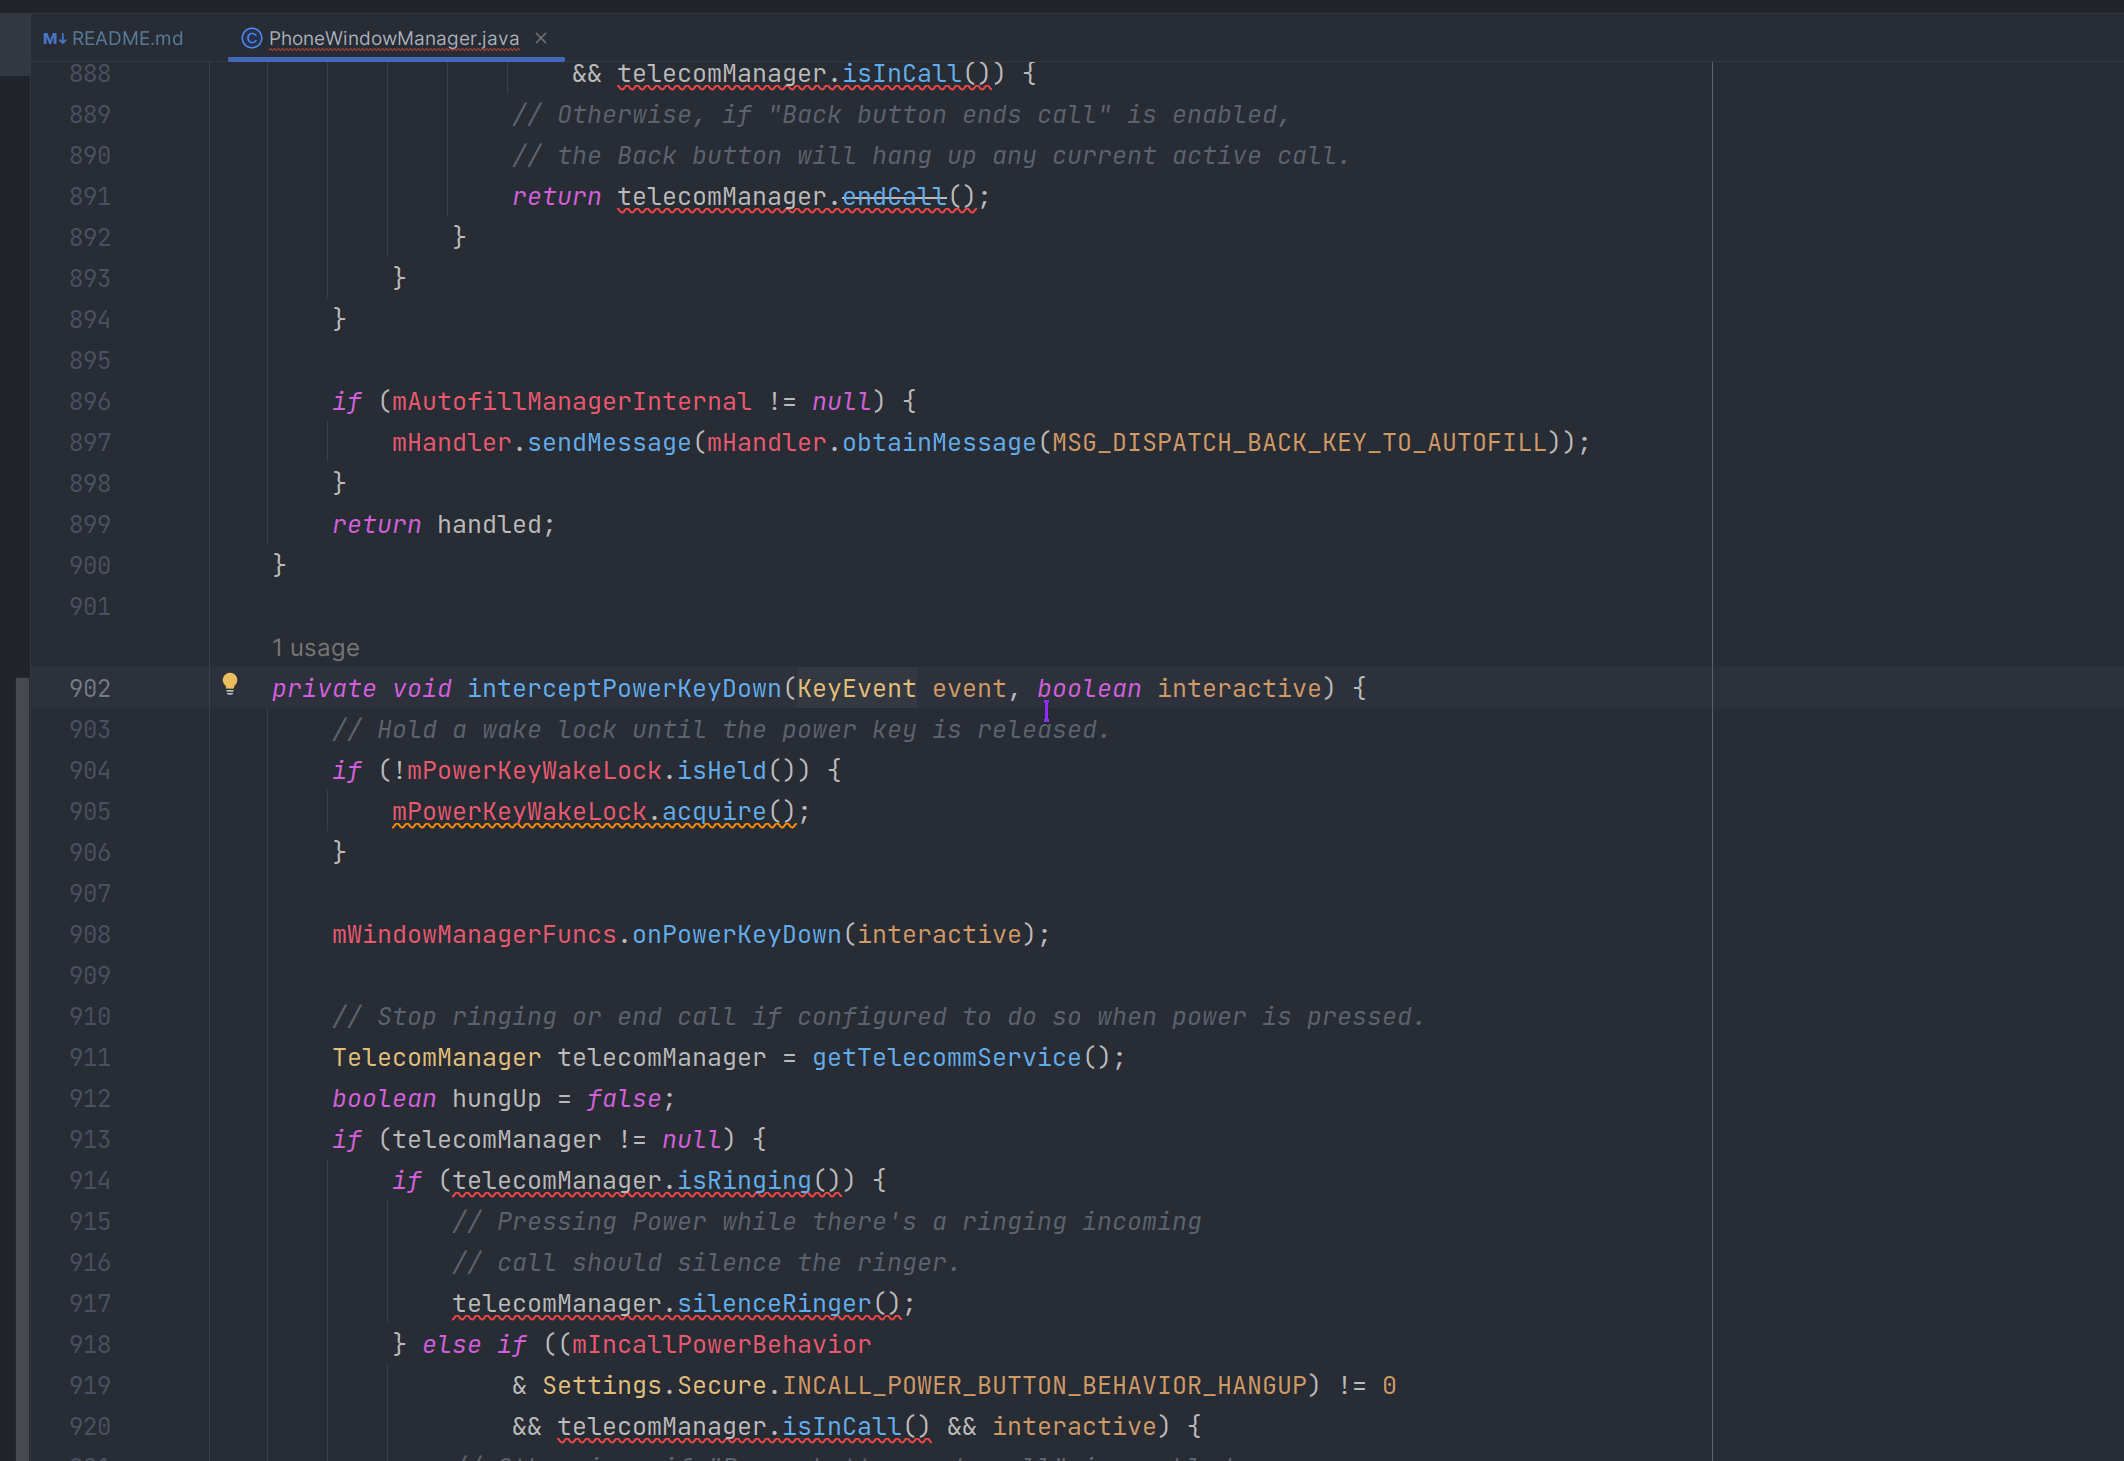 M↓ README.md
© PhoneWindowManager.java ×
888 && telecomManager.isInCall()) {
889 // Otherwise, if "Back button ends call" is enabled,
890 // the Back button will hang up any current active call.
891 return telecomManager.endCall();
892 }
893 }
894 }
895
896 if (mAutofillManagerInternal != null) {
897 mHandler.sendMessage(mHandler.obtainMessage(MSG_DISPATCH_BACK_KEY_TO_AUTOFILL));
898 }
899 return handled;
900 }
901
1 usage
902 private void interceptPowerKeyDown(KeyEvent event, boolean interactive) {
903 // Hold a wake lock until the power key is released.
904 if (!mPowerKeyWakeLock.isHeld()) {
905 mPowerKeyWakeLock.acquire();
906 }
907
908 mWindowManagerFuncs.onPowerKeyDown(interactive);
909
910 // Stop ringing or end call if configured to do so when power is pressed.
911 TelecomManager telecomManager = getTelecommService();
912 boolean hungUp = false;
913 if (telecomManager != null) {
914 if (telecomManager.isRinging()) {
915 // Pressing Power while there's a ringing incoming
916 // call should silence the ringer.
917 telecomManager.silenceRinger();
918 } else if ((mIncallPowerBehavior
919 & Settings.Secure.INCALL_POWER_BUTTON_BEHAVIOR_HANGUP) != 0
920 && telecomManager.isInCall() && interactive) {